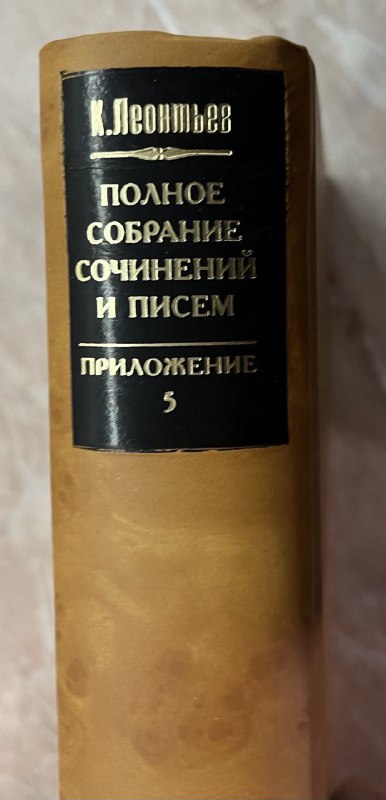 К. Леонтьев
ПОЛНОЕ
СОБРАНИЕ
СОЧИНЕНИЙ
И ПИСЕМ
ПРИЛОЖЕНИЕ
5